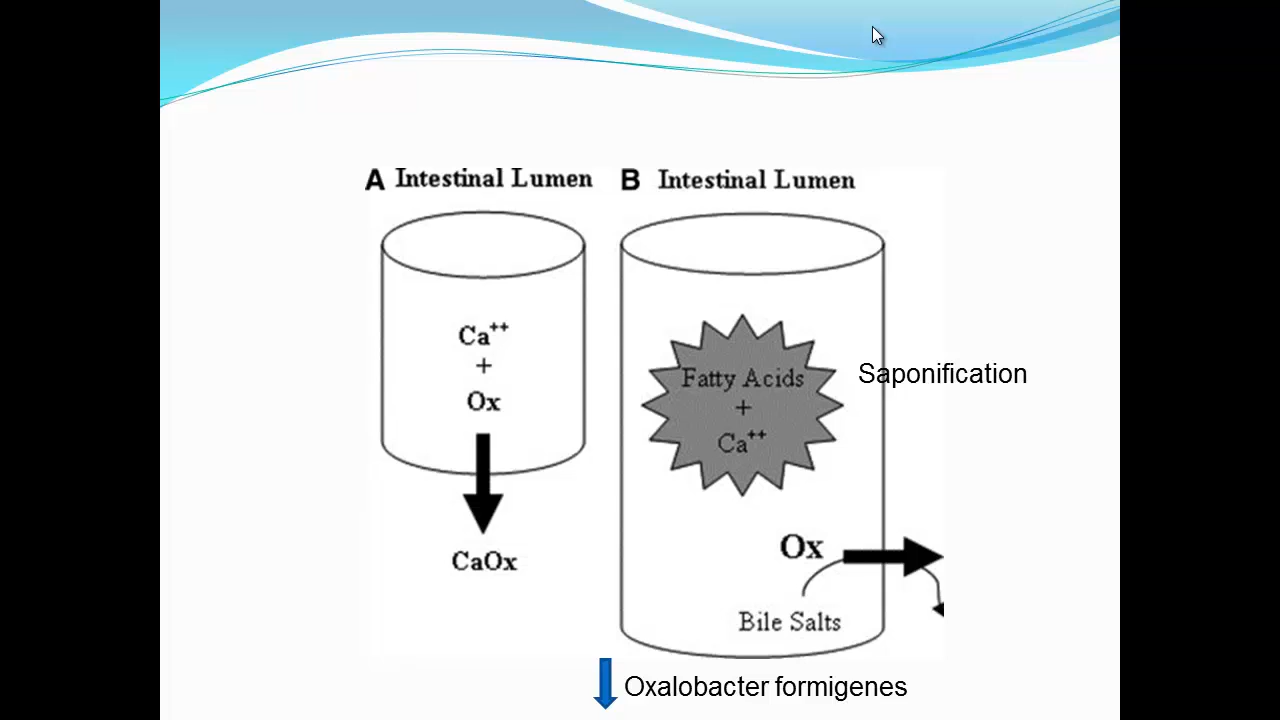 A Intestinal Lumen
Ca++
+
Ox
CaOx
B Intestinal Lumen
Fatty Acids
+
Ca++
Saponification
Ox
Bile Salts
Oxalobacter formigenes